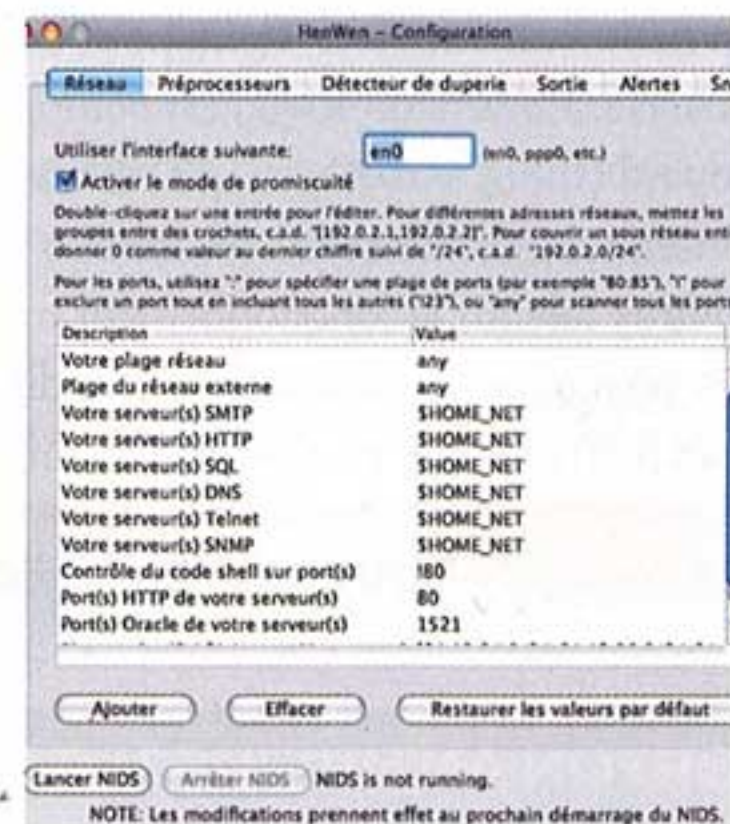 HenWen – Configuration
Réseau Préprocesseurs Détecteur de duperie Sortie Alertes Sn
Utiliser l'interface suivante: en0 (en0, ppp0, etc.)
Activer le mode de promiscuité
Double-cliquez sur une entrée pour l'éditer. Pour différentes adresses réseaux, mettez les
groupes entre des crochets, c.a.d. "[192.0.2.1,192.0.2.2]". Pour couvrir un sous réseau enti
donner 0 comme valeur au dernier chiffre suivi de "/24", c.a.d. "192.0.2.0/24".
Pour les ports, utilisez ":" pour spécifier une plage de ports (par exemple "80:85"), "!" pour
exclure un port tout en incluant tous les autres ("!23"), ou "any" pour scanner tous les ports
Description Value
Votre plage réseau any
Plage du réseau externe any
Votre serveur(s) SMTP $HOME_NET
Votre serveur(s) HTTP $HOME_NET
Votre serveur(s) SQL $HOME_NET
Votre serveur(s) DNS $HOME_NET
Votre serveur(s) Telnet $HOME_NET
Votre serveur(s) SNMP $HOME_NET
Contrôle du code shell sur port(s) !80
Port(s) HTTP de votre serveur(s) 80
Port(s) Oracle de votre serveur(s) 1521
Ajouter Effacer Restaurer les valeurs par défaut
Lancer NIDS Arrêter NIDS NIDS is not running.
NOTE: Les modifications prennent effet au prochain démarrage du NIDS.